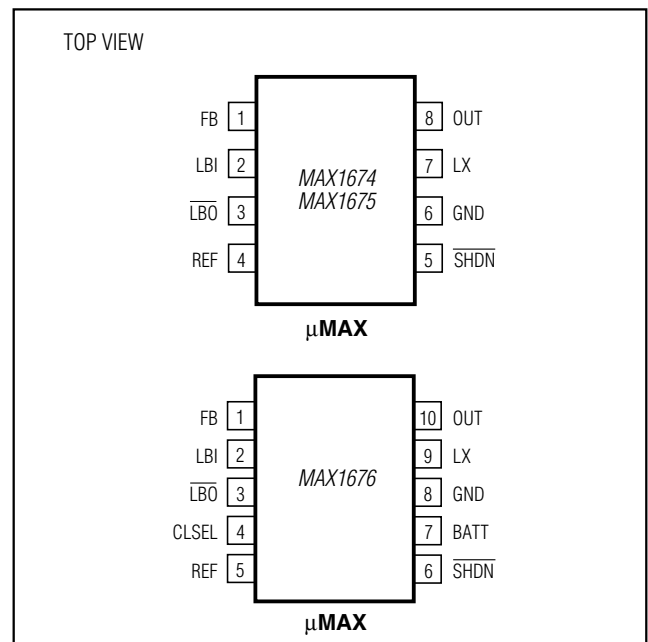 TOP VIEW
FB 1
8 OUT
LBI 2
7 LX
MAX1674
MAX1675
LBO 3
6 GND
REF 4
5 SHDN
μMAX
FB 1
10 OUT
LBI 2
9 LX
MAX1676
LBO 3
8 GND
CLSEL 4
7 BATT
REF 5
6 SHDN
μMAX